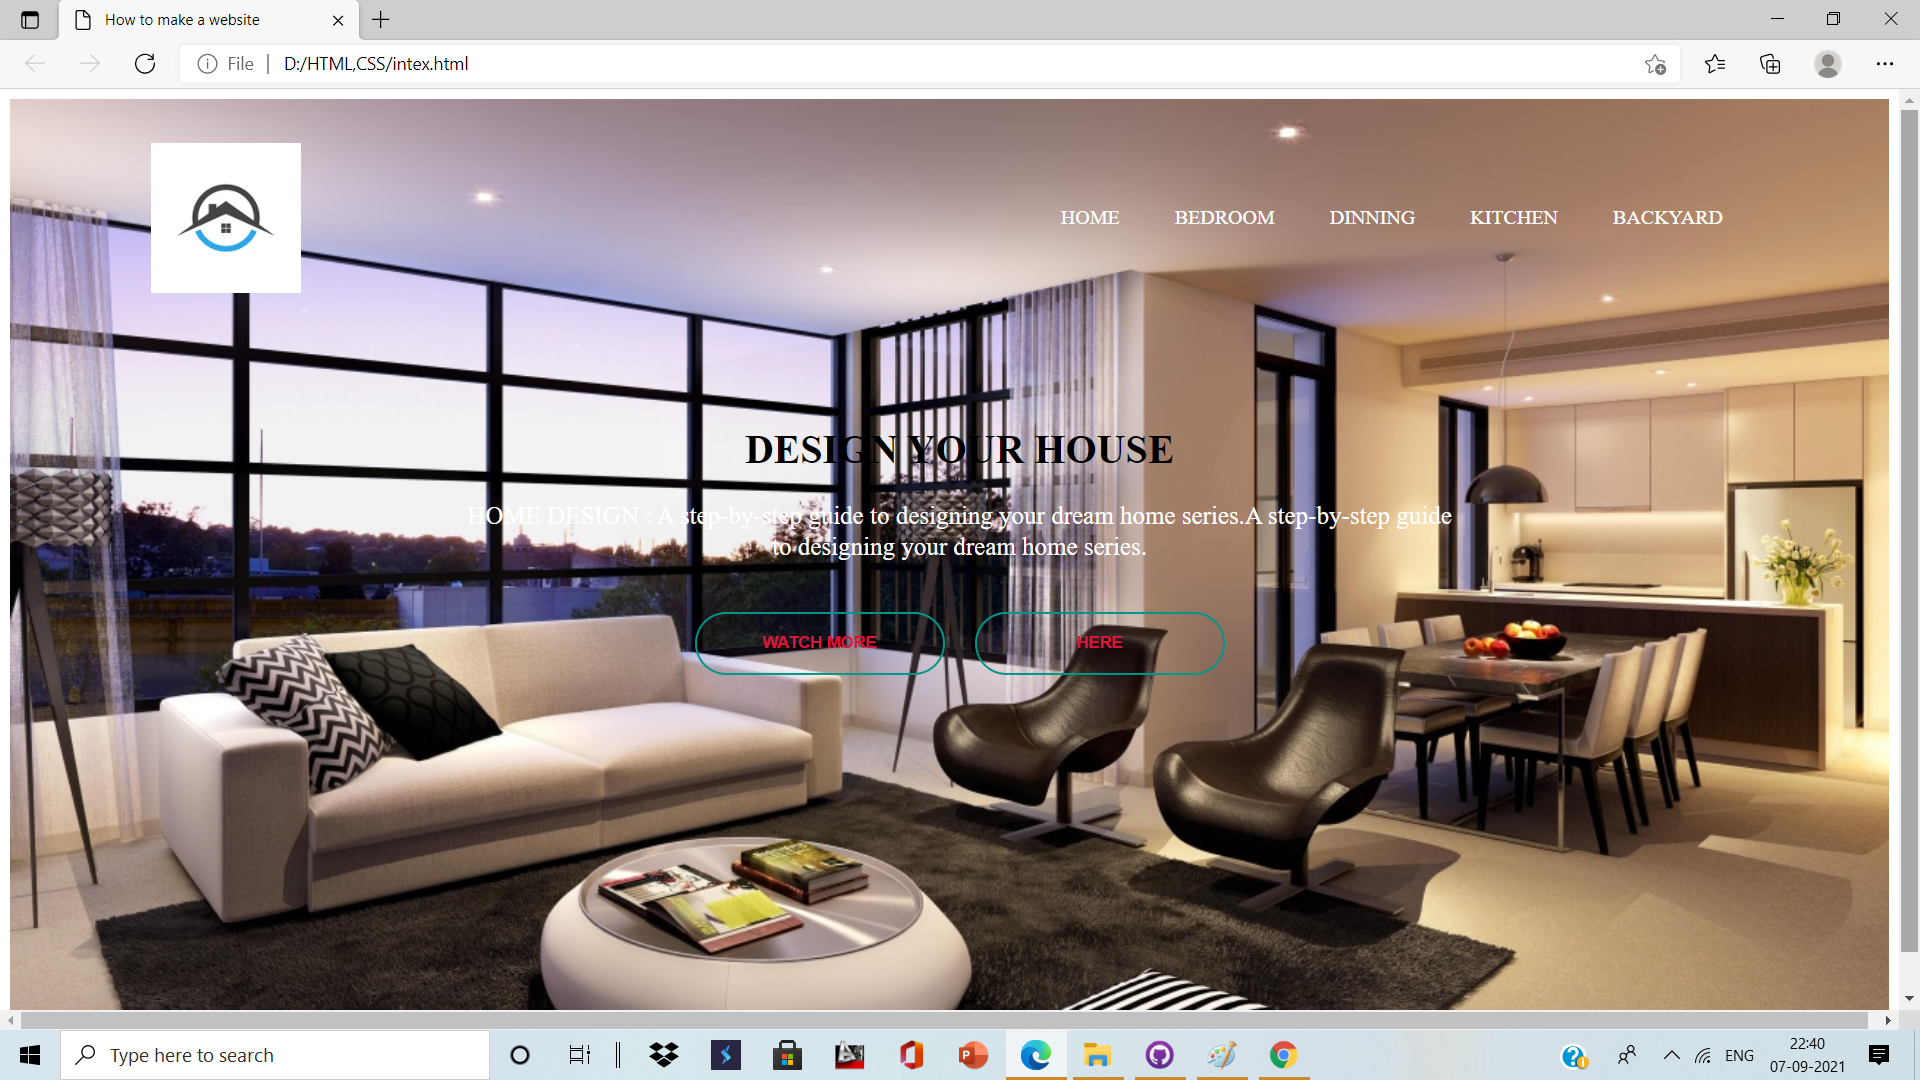 How to make a website
File
D:/HTML,CSS/intex.html
HOME BEDROOM DINNING KITCHEN BACKYARD
DESIGN YOUR HOUSE
HOME DESIGN : A step-by-step guide to designing your dream home series.A step-by-step guide
to designing your dream home series.
WATCH MORE HERE
Type here to search
ENG
22:40
07-09-2021